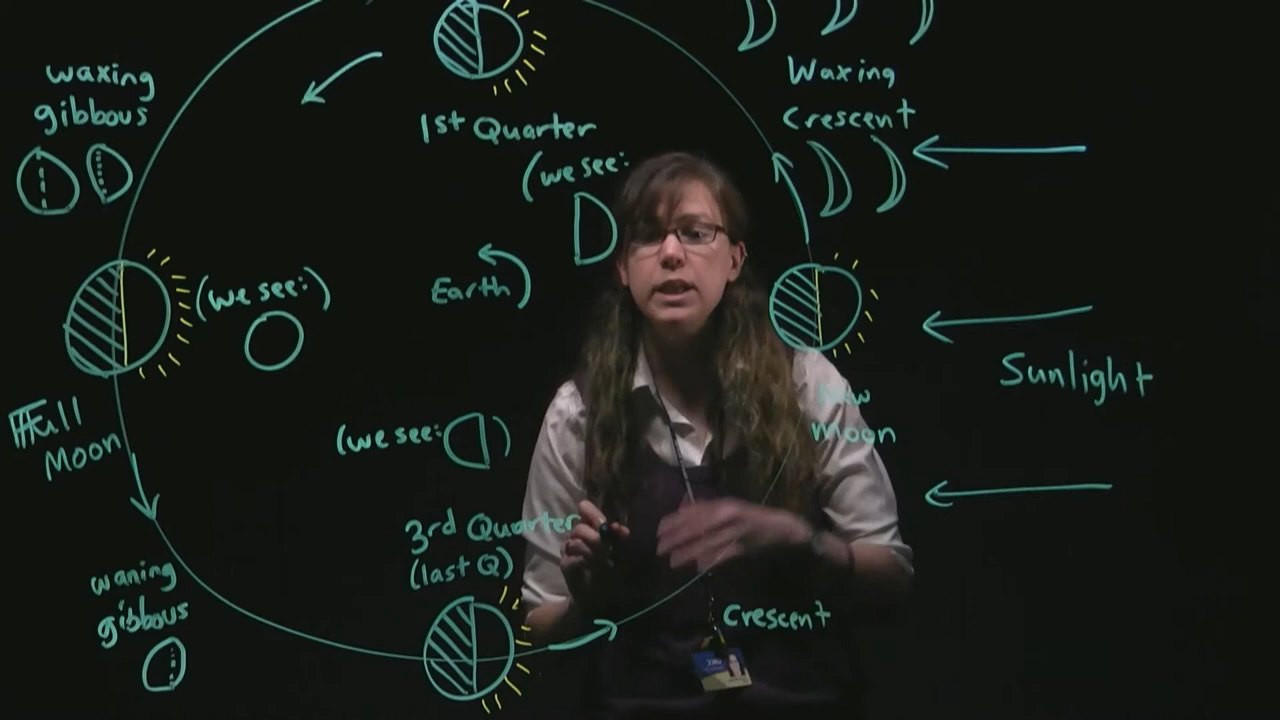 waxing
gibbous
1st Quarter
(we see:
Waxing
Crescent
Earth
(we see:)
Sunlight
Full
Moon
New
Moon
(we see: )
3rd Quarter
(last Q)
waning
gibbous
Crescent